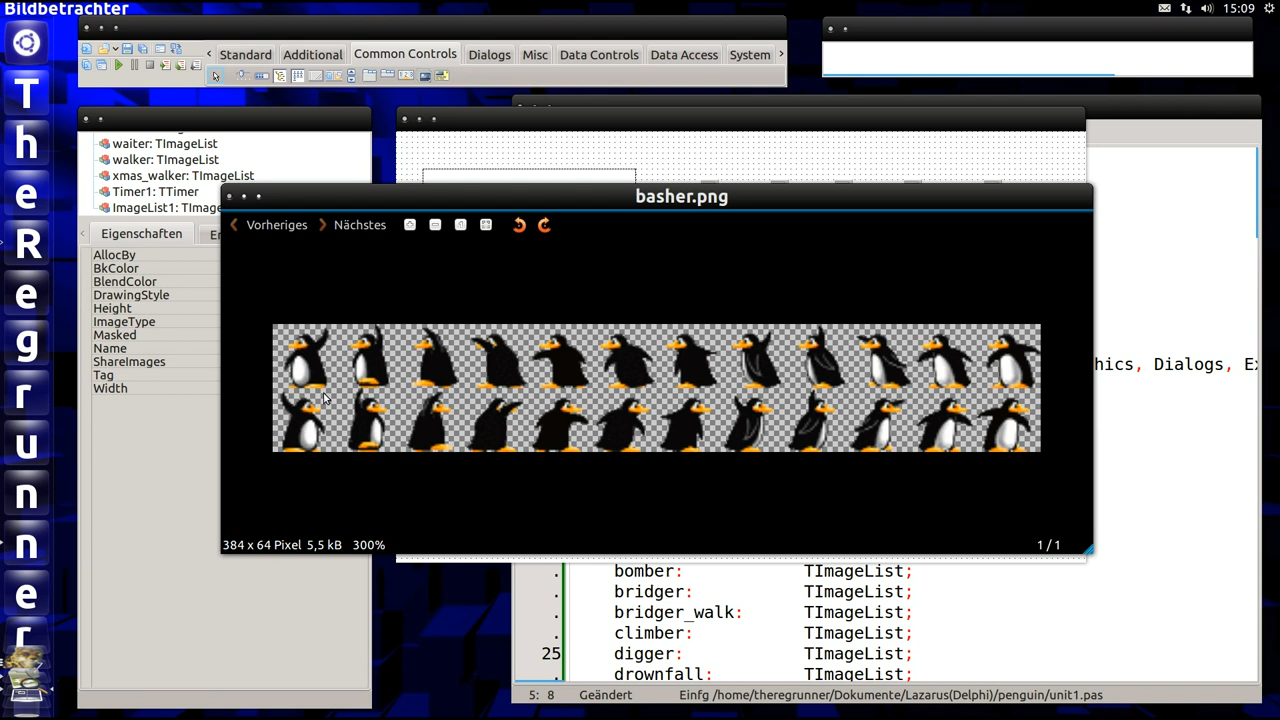 Bildbetrachter
15:09
Standard Additional Common Controls Dialogs Misc Data Controls Data Access System
T
h
e
R
e
g
r
u
n
n
e
r
waiter: TImageList
walker: TImageList
xmas_walker: TImageList
Timer1: TTimer
ImageList1: TImage
Eigenschaften
AllocBy
BkColor
BlendColor
DrawingStyle
Height
ImageType
Masked
Name
ShareImages
Tag
Width
basher.png
Vorheriges Nächstes
384 x 64 Pixel 5,5 kB 300% 1 / 1
hics, Dialogs, Ex
bomber: TImageList;
bridger: TImageList;
bridger_walk: TImageList;
climber: TImageList;
25 digger: TImageList;
drownfall: TImageList;
5: 8 Geändert Einfg /home/theregrunner/Dokumente/Lazarus(Delphi)/penguin/unit1.pas